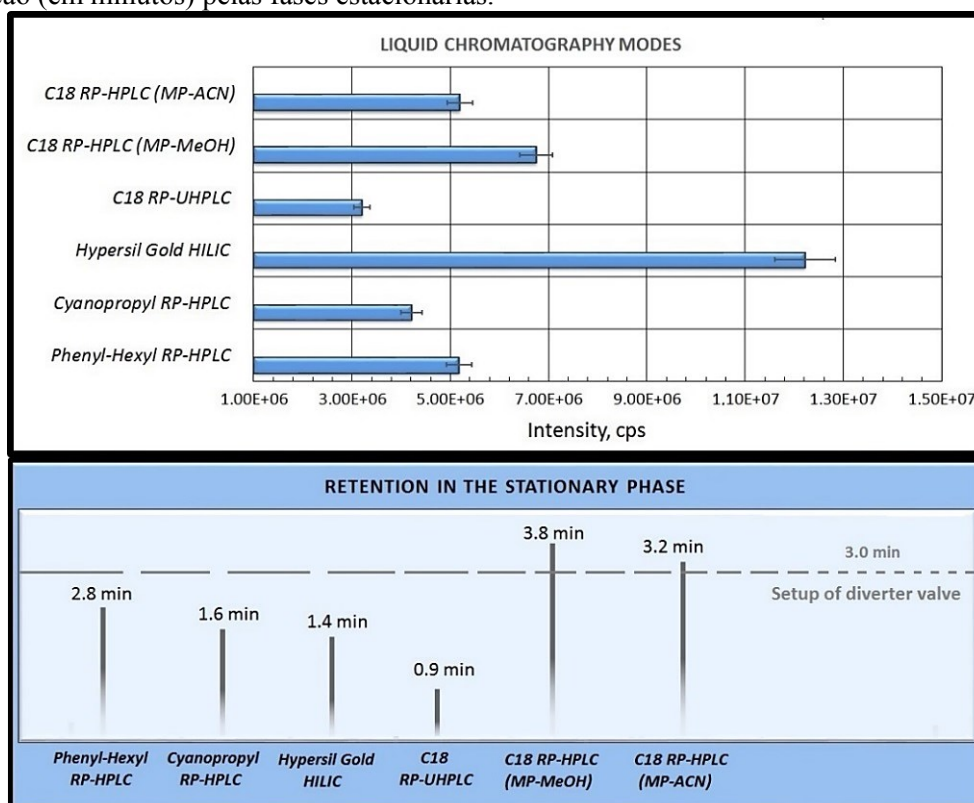 (em minutos) pelas fases estacionárias.
LIQUID CHROMATOGRAPHY MODES
C18 RP-HPLC (MP-ACN)
C18 RP-HPLC (MP-MeOH)
C18 RP-UHPLC
Hypersil Gold HILIC
Cyanopropyl RP-HPLC
Phenyl-Hexyl RP-HPLC
1.00E+06 3.00E+06 5.00E+06 7.00E+06 9.00E+06 1,10E+07 1.30E+07 1.50E+07
Intensity, cps
RETENTION IN THE STATIONARY PHASE
3.8 min
3.2 min
3.0 min
2.8 min
Setup of diverter valve
1.6 min
1.4 min
0.9 min
Phenyl-Hexyl Cyanopropyl Hypersil Gold C18 C18 RP-HPLC C18 RP-HPLC
RP-HPLC RP-HPLC HILIC RP-UHPLC (MP-MeOH) (MP-ACN)